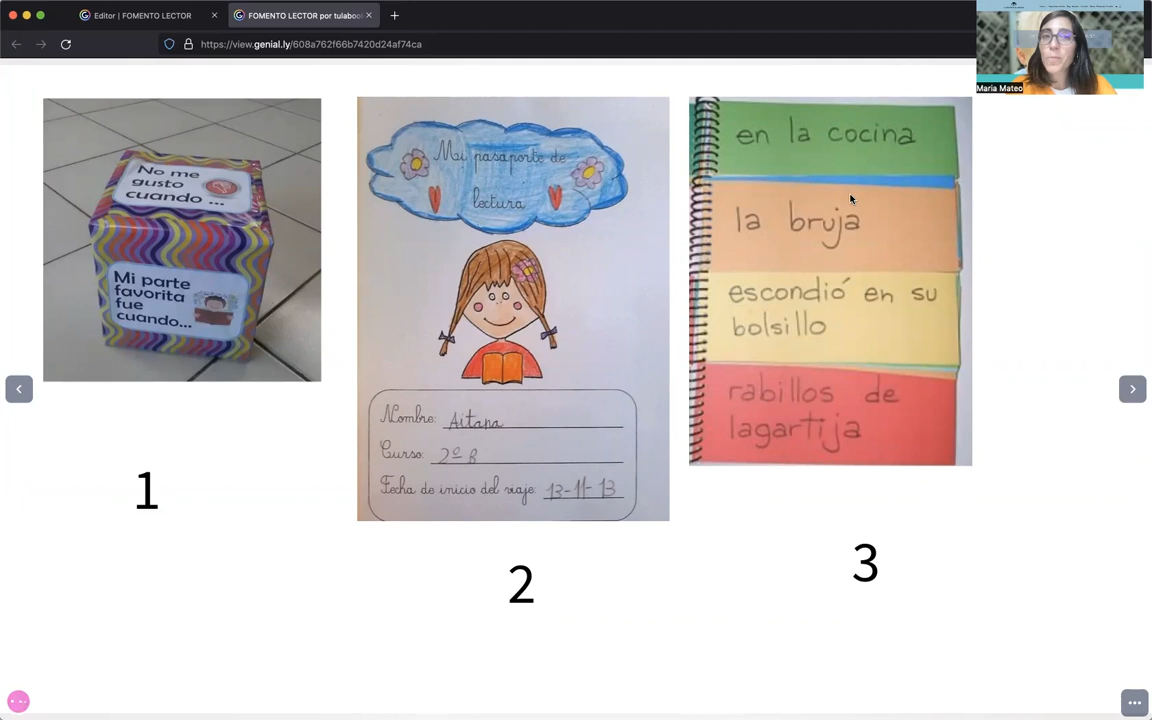 Editor | FOMENTO LECTOR
FOMENTO LECTOR por tulaboo
https://view.genial.ly/608a762f66b7420d24af74ca
Maria Mateo
No me
gusto
cuando ...
Mi parte
favorita
fue
cuando...
1
Mi pasaporte de
lectura
Nombre: Aitana
Curso: 2º B
Fecha de inicio del viaje: 13-11-13
2
en la cocina
la bruja
escondió en su
bolsillo
rabillos de
lagartija
3